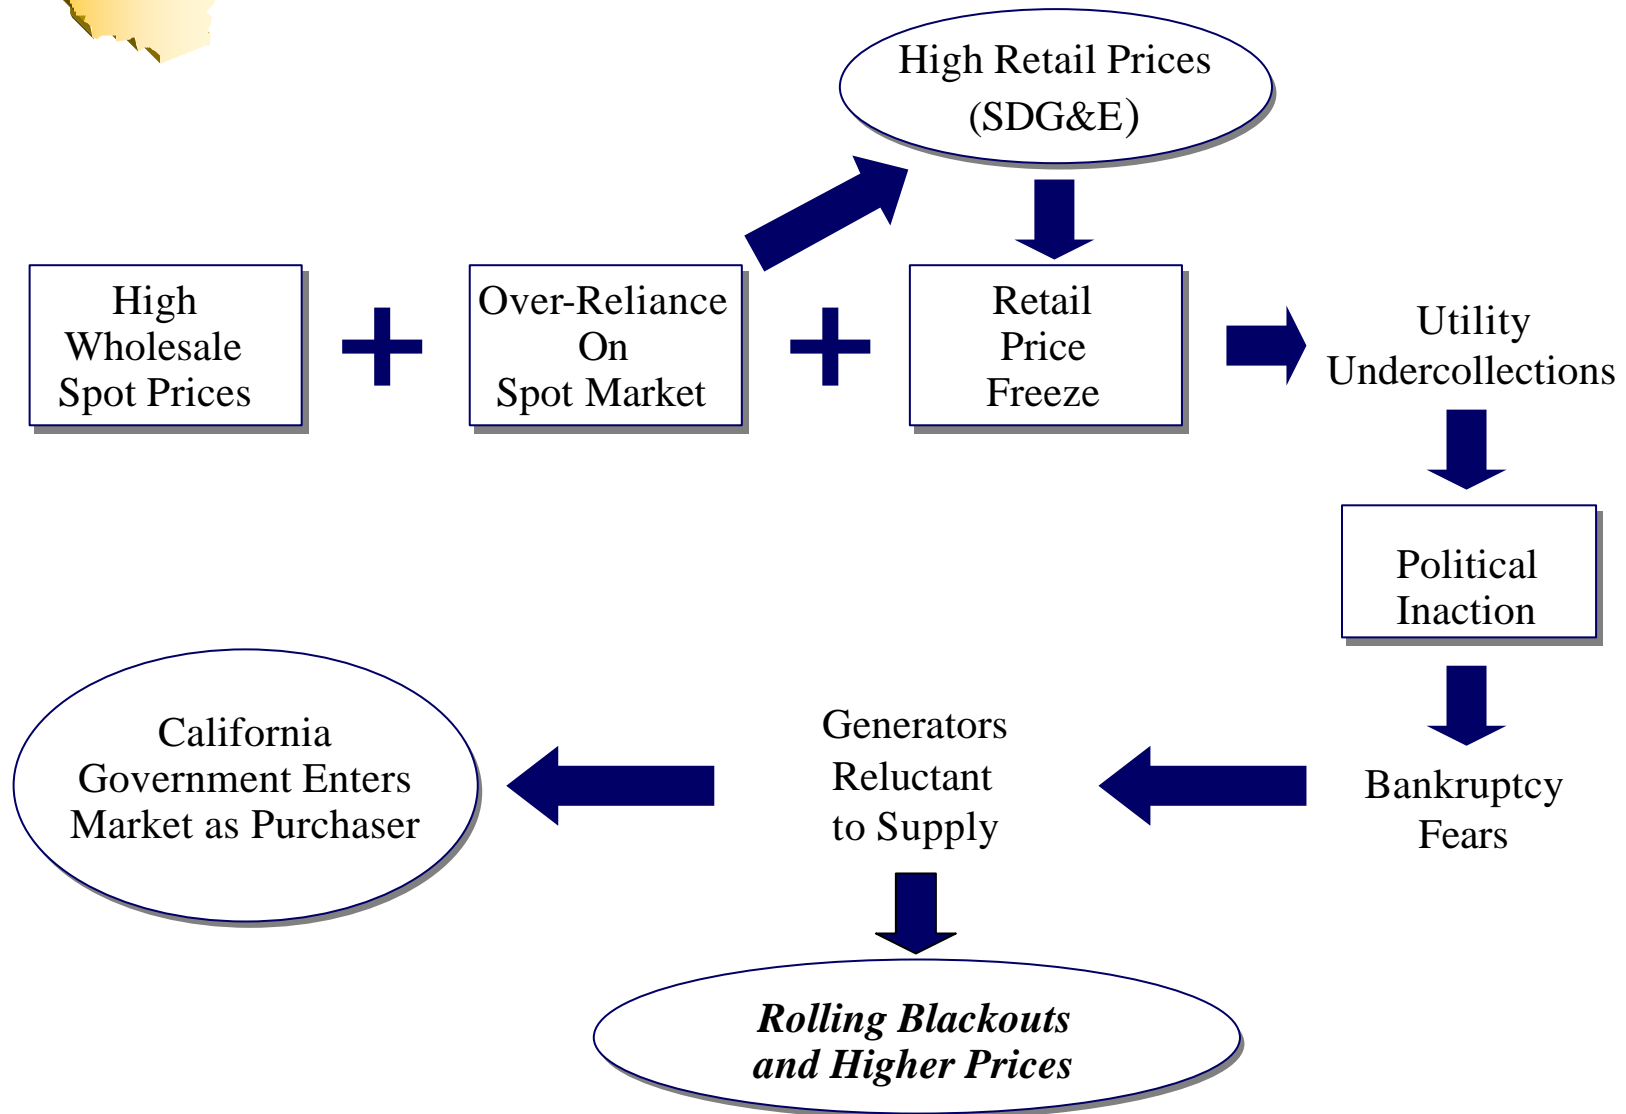 High Retail Prices
(SDG&E)
High
Wholesale
Spot Prices
Over-Reliance
On
Spot Market
Retail
Price
Freeze
Utility
Undercollections
Political
Inaction
Bankruptcy
Fears
Generators
Reluctant
to Supply
California
Government Enters
Market as Purchaser
Rolling Blackouts
and Higher Prices